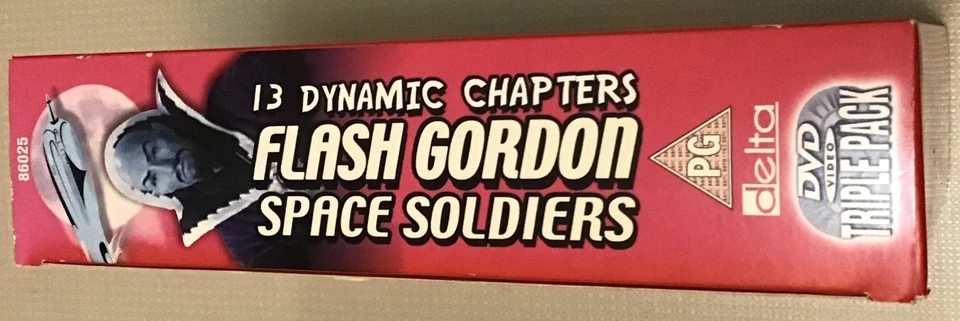 86025
13 DYNAMIC CHAPTERS
FLASH GORDON
SPACE SOLDIERS
PG
delta
DVD
VIDEO
TRIPLE PACK